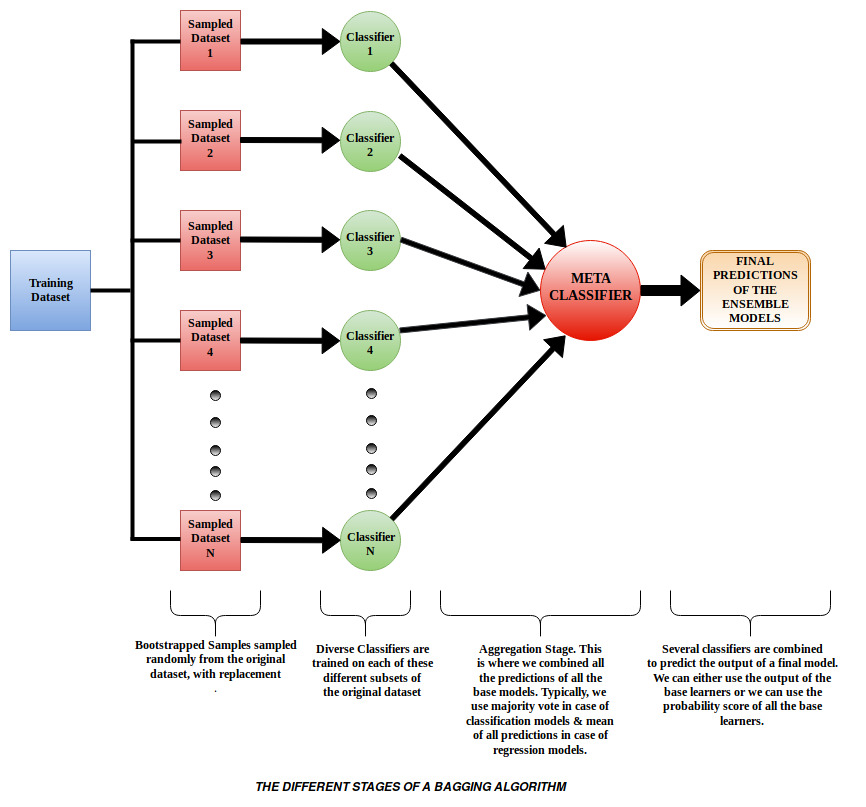 Sampled
Dataset
1
Classifier
1
Sampled
Dataset
2
Classifier
2
Sampled
Dataset
3
Classifier
3
Training
Dataset
META
CLASSIFIER
FINAL
PREDICTIONS
OF THE
ENSEMBLE
MODELS
Sampled
Dataset
4
Classifier
4
Sampled
Dataset
N
Classifier
N
Bootstrapped Samples sampled
randomly from the original
dataset, with replacement
.
Diverse Classifiers are
trained on each of these
different subsets of
the original dataset
Aggregation Stage. This
is where we combined all
the predictions of all the
base models. Typically, we
use majority vote in case of
classification models & mean
of all predictions in case of
regression models.
Several classifiers are combined
to predict the output of a final model.
We can either use the output of the
base learners or we can use the
probability score of all the base
learners.
THE DIFFERENT STAGES OF A BAGGING ALGORITHM